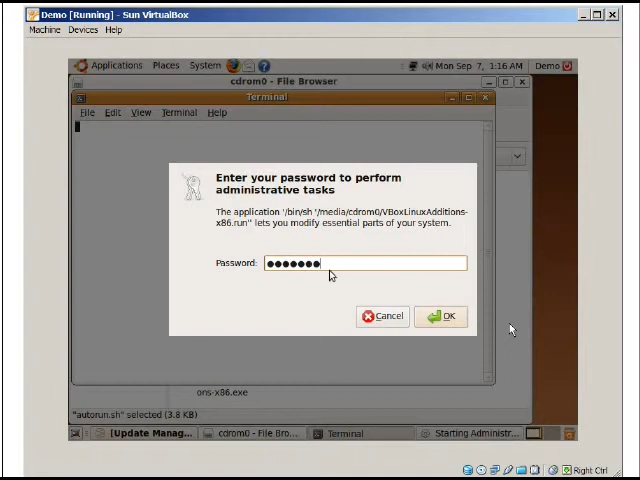 Demo [Running] - Sun VirtualBox
Machine Devices Help
Applications Places System Mon Sep 7, 1:16 AM Demo
cdrom0 - File Browser
Terminal
File Edit View Terminal Help
Enter your password to perform
administrative tasks
The application '/bin/sh '/media/cdrom0/VBoxLinuxAdditions-
x86.run'' lets you modify essential parts of your system.
Password: ●●●●●●●
Cancel OK
ons-x86.exe
"autorun.sh" selected (3.8 KB)
[Update Manag... cdrom0 - File Bro... Terminal Starting Administr...
Right Ctrl